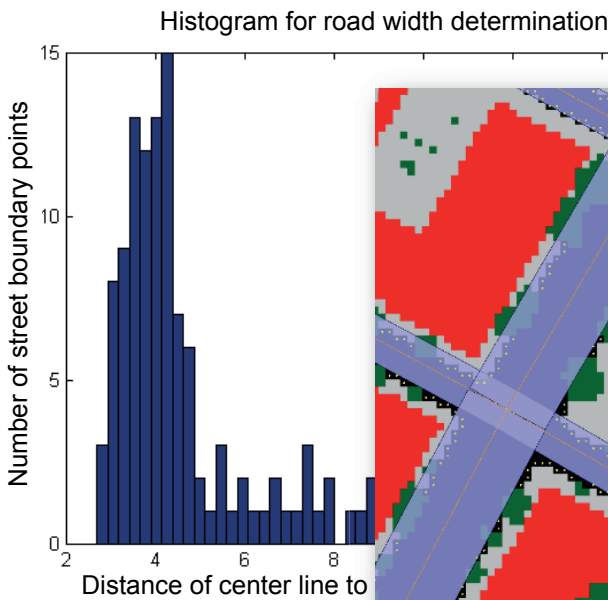 Histogram for road width determination
15
10
5
0
2
4
6
8
Number of street boundary points
Distance of center line to